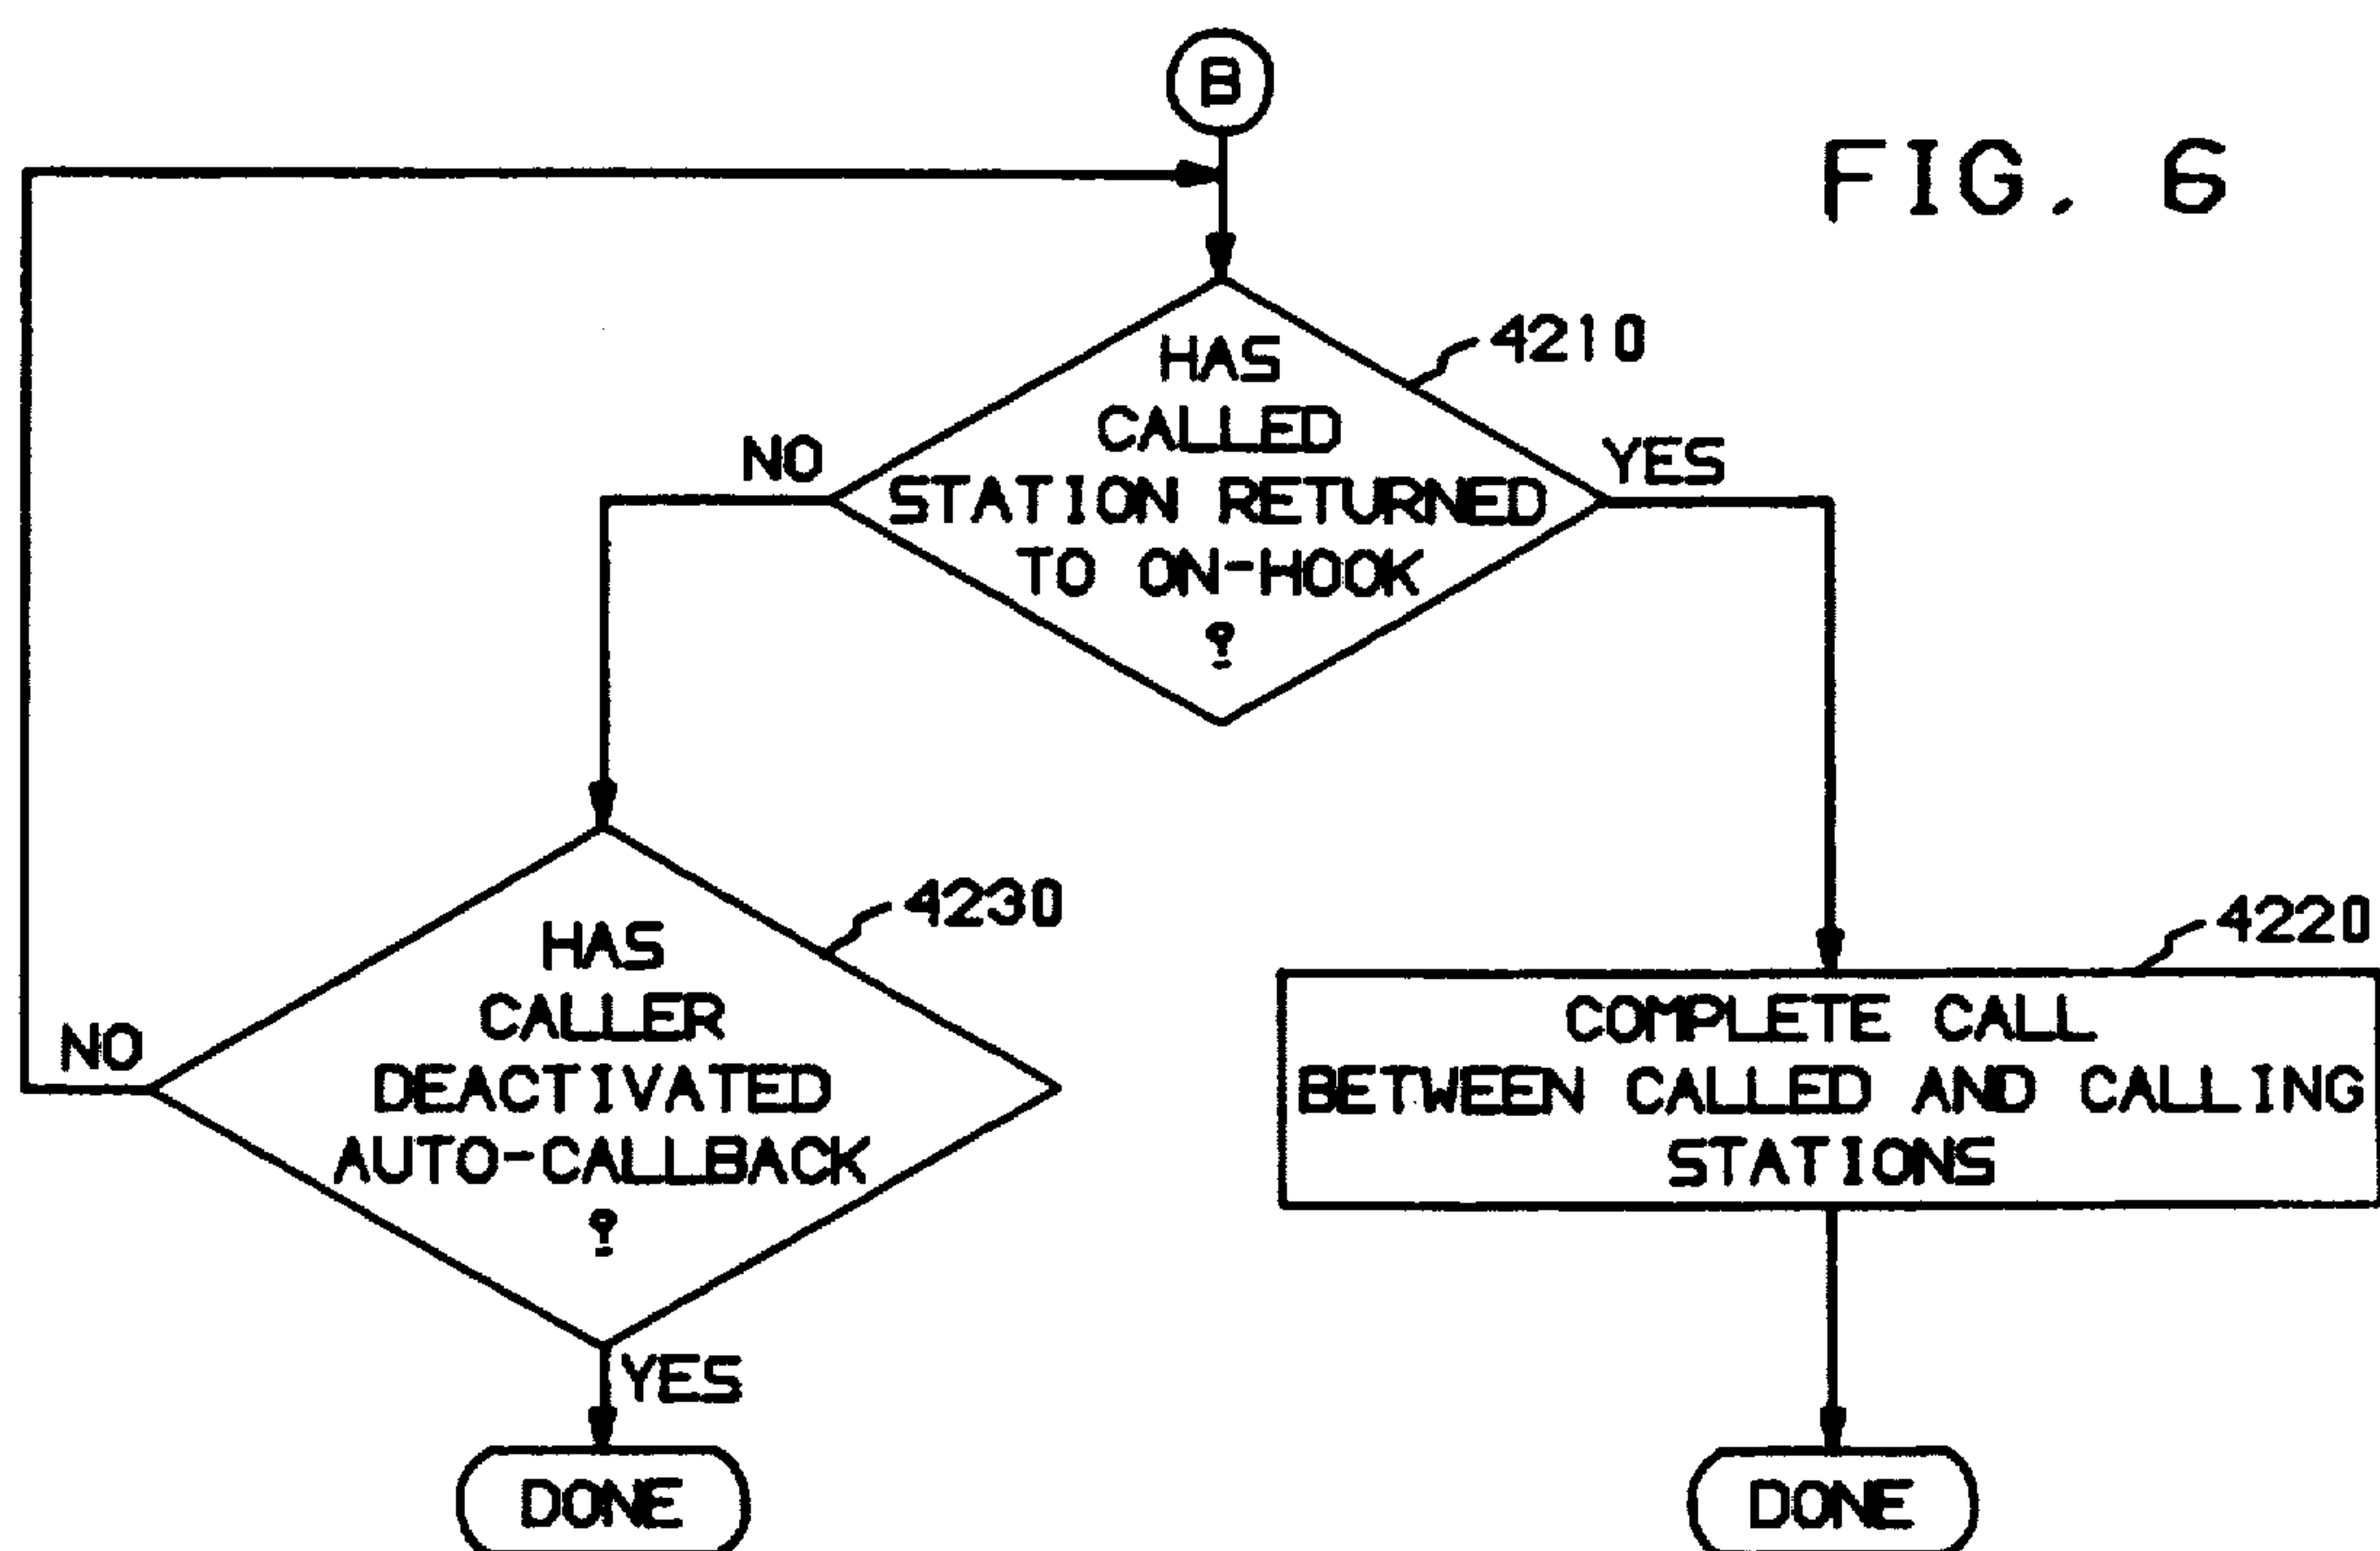 B
FIG. 6
4210
HAS
CALLED
STATION RETURNED
TO ON-HOOK
?
NO
YES
4230
HAS
CALLER
DEACTIVATED
AUTO-CALLBACK
?
NO
YES
4220
COMPLETE CALL
BETWEEN CALLED AND CALLING
STATIONS
DONE
DONE